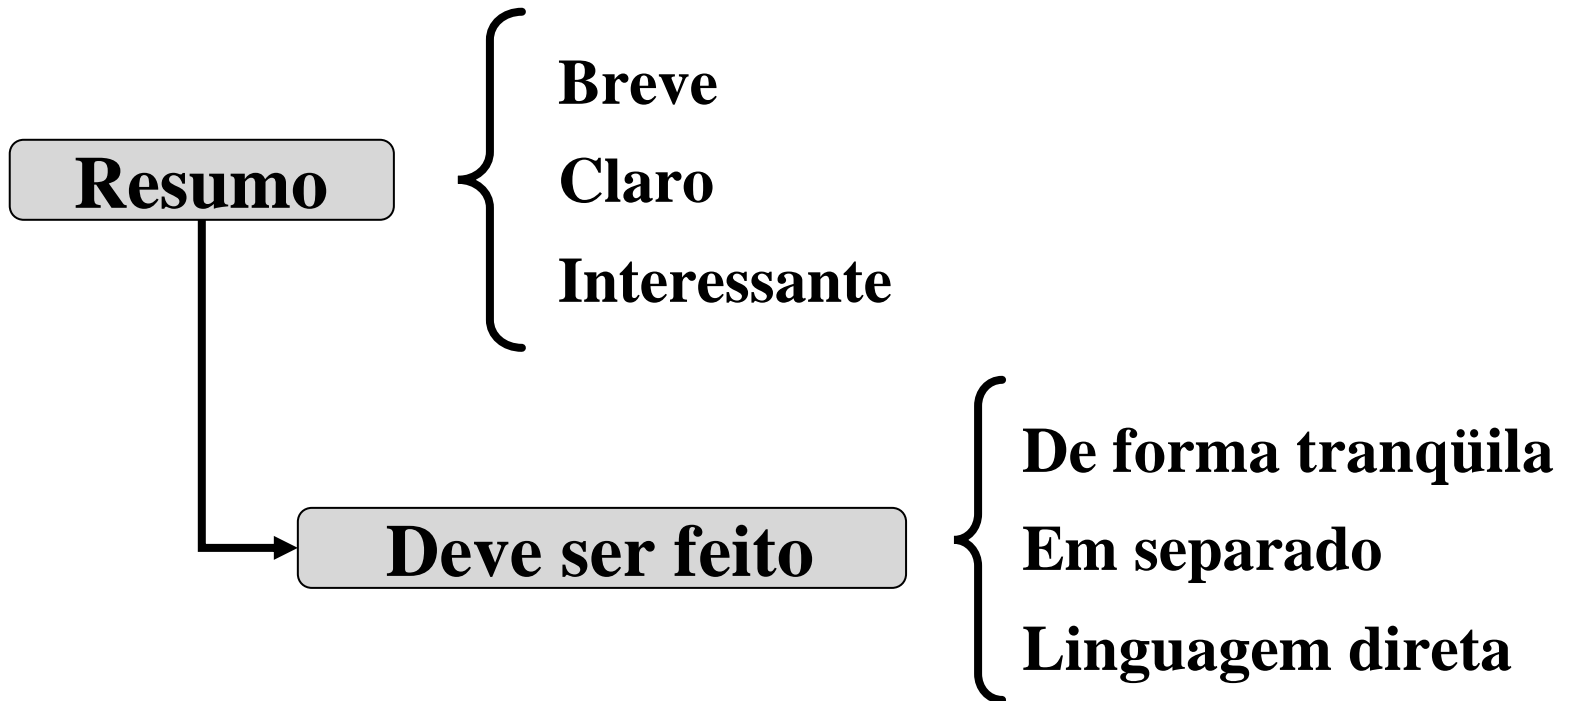 Resumo
Breve
Claro
Interessante
Deve ser feito
De forma tranqüila
Em separado
Linguagem direta